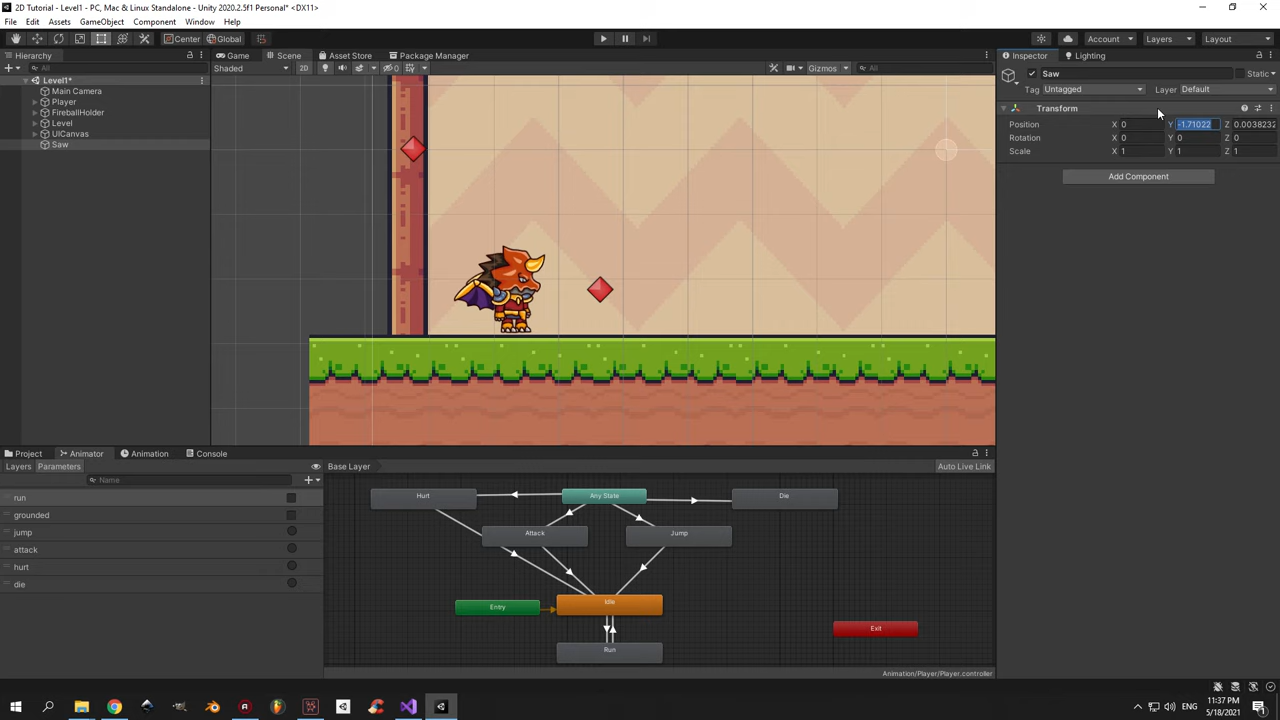 2D Tutorial - Level1 - PC, Mac & Linux Standalone - Unity 2020.2.5f1 Personal* <DX11>
File Edit Assets GameObject Component Window Help
Center Global Account Layers Layout
Hierarchy Game Scene Asset Store Package Manager Inspector Lighting
All Shaded 2D 0 Gizmos All
Level1*
Main Camera
Player
FireballHolder
Level
UICanvas
Saw
Saw Static
Tag Untagged Layer Default
Transform
Position X 0 Y -1.71022 Z 0.0038232
Rotation X 0 Y 0 Z 0
Scale X 1 Y 1 Z 1
Add Component
Project Animator Animation Console
Layers Parameters Base Layer Auto Live Link
Name
run
grounded
jump
attack
hurt
die
Hurt Any State Die
Attack Jump
Entry Idle
Exit
Run
Animation/Player/Player.controller
ENG 11:37 PM
5/18/2021
1